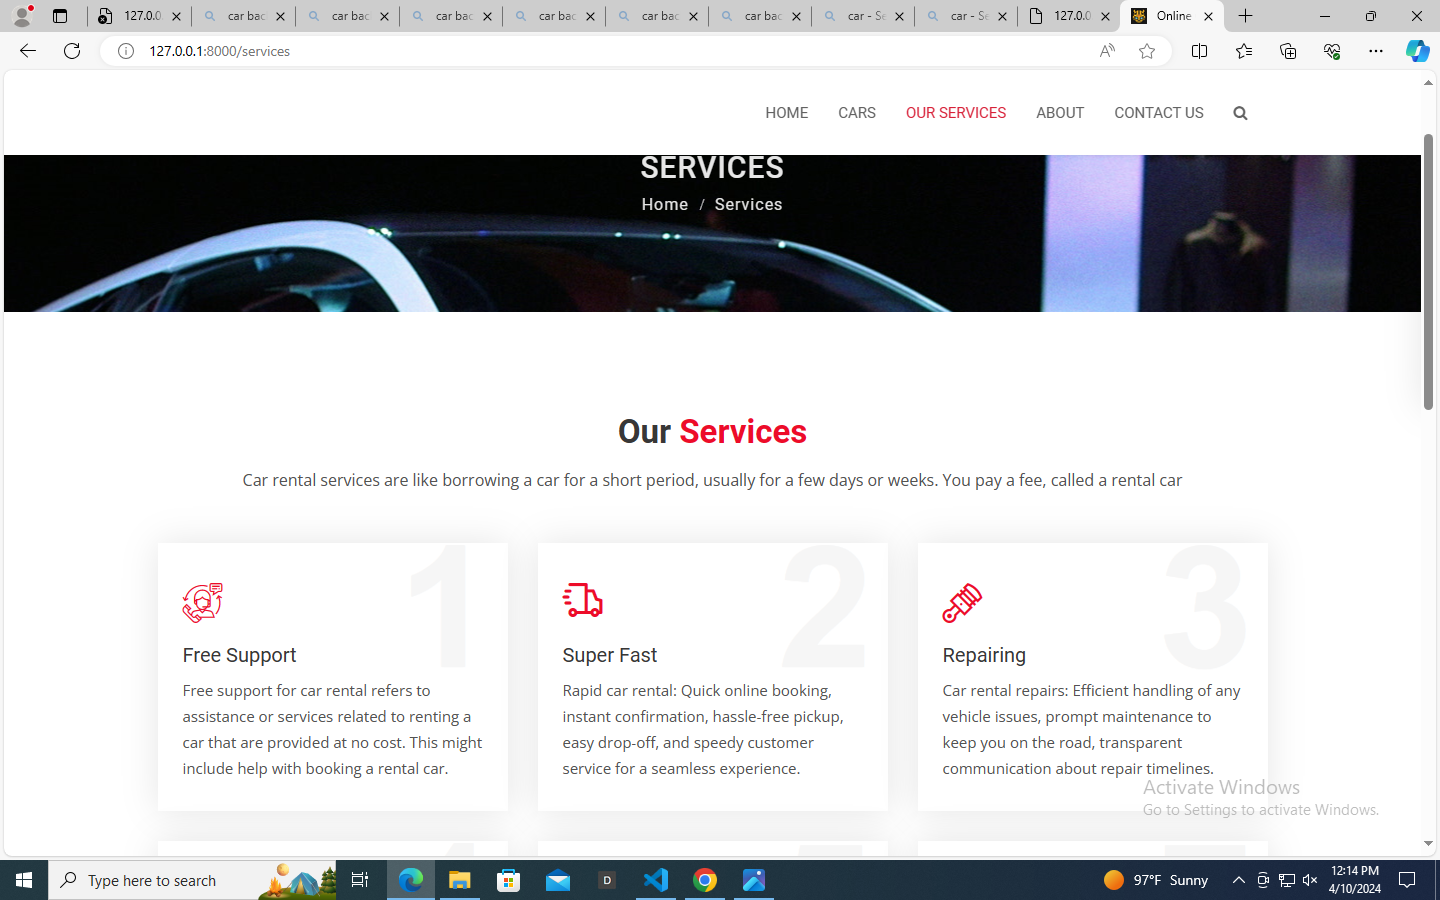 127.0.0
car bac
car bac
car bac
car bac
car bac
car bac
car - Se
car - Se
127.0.0
Online
127.0.0.1:8000/services
HOME CARS OUR SERVICES ABOUT CONTACT US
SERVICES
Home / Services
Our Services
Car rental services are like borrowing a car for a short period, usually for a few days or weeks. You pay a fee, called a rental car
1
Free Support
Free support for car rental refers to
assistance or services related to renting a
car that are provided at no cost. This might
include help with booking a rental car.
2
Super Fast
Rapid car rental: Quick online booking,
instant confirmation, hassle-free pickup,
easy drop-off, and speedy customer
service for a seamless experience.
3
Repairing
Car rental repairs: Efficient handling of any
vehicle issues, prompt maintenance to
keep you on the road, transparent
communication about repair timelines.
Activate Windows
Go to Settings to activate Windows.
Type here to search
D
97°F Sunny
12:14 PM
4/10/2024